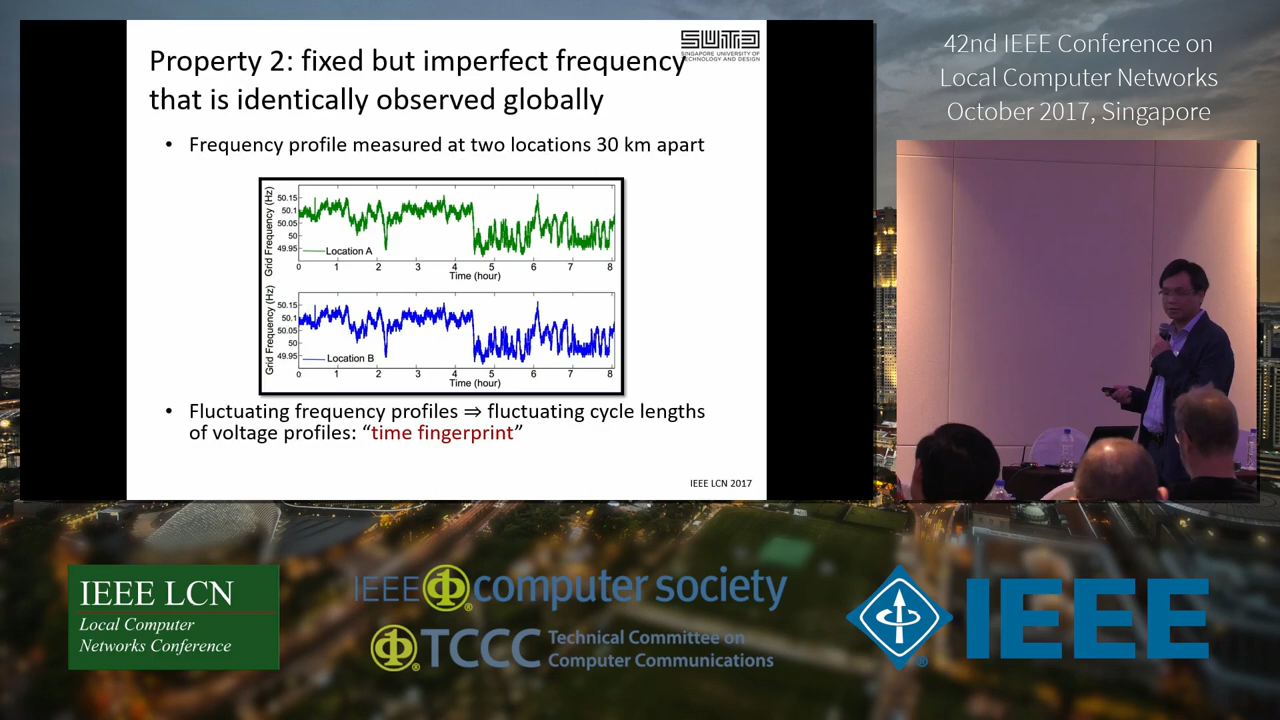 Property 2: fixed but imperfect frequency
that is identically observed globally
SUTD
SINGAPORE UNIVERSITY OF
TECHNOLOGY AND DESIGN
• Frequency profile measured at two locations 30 km apart
Grid Frequency (Hz)
50.15
50.1
50.05
50
49.95
Location A
0 1 2 3 4 5 6 7 8
Time (hour)
Grid Frequency (Hz)
50.15
50.1
50.05
50
49.95
Location B
0 1 2 3 4 5 6 7 8
Time (hour)
• Fluctuating frequency profiles ⇒ fluctuating cycle lengths
of voltage profiles: “time fingerprint”
IEEE LCN 2017
42nd IEEE Conference on
Local Computer Networks
October 2017, Singapore
IEEE LCN
Local Computer
Networks Conference
IEEE computer society
TCCC Technical Committee on
Computer Communications
IEEE